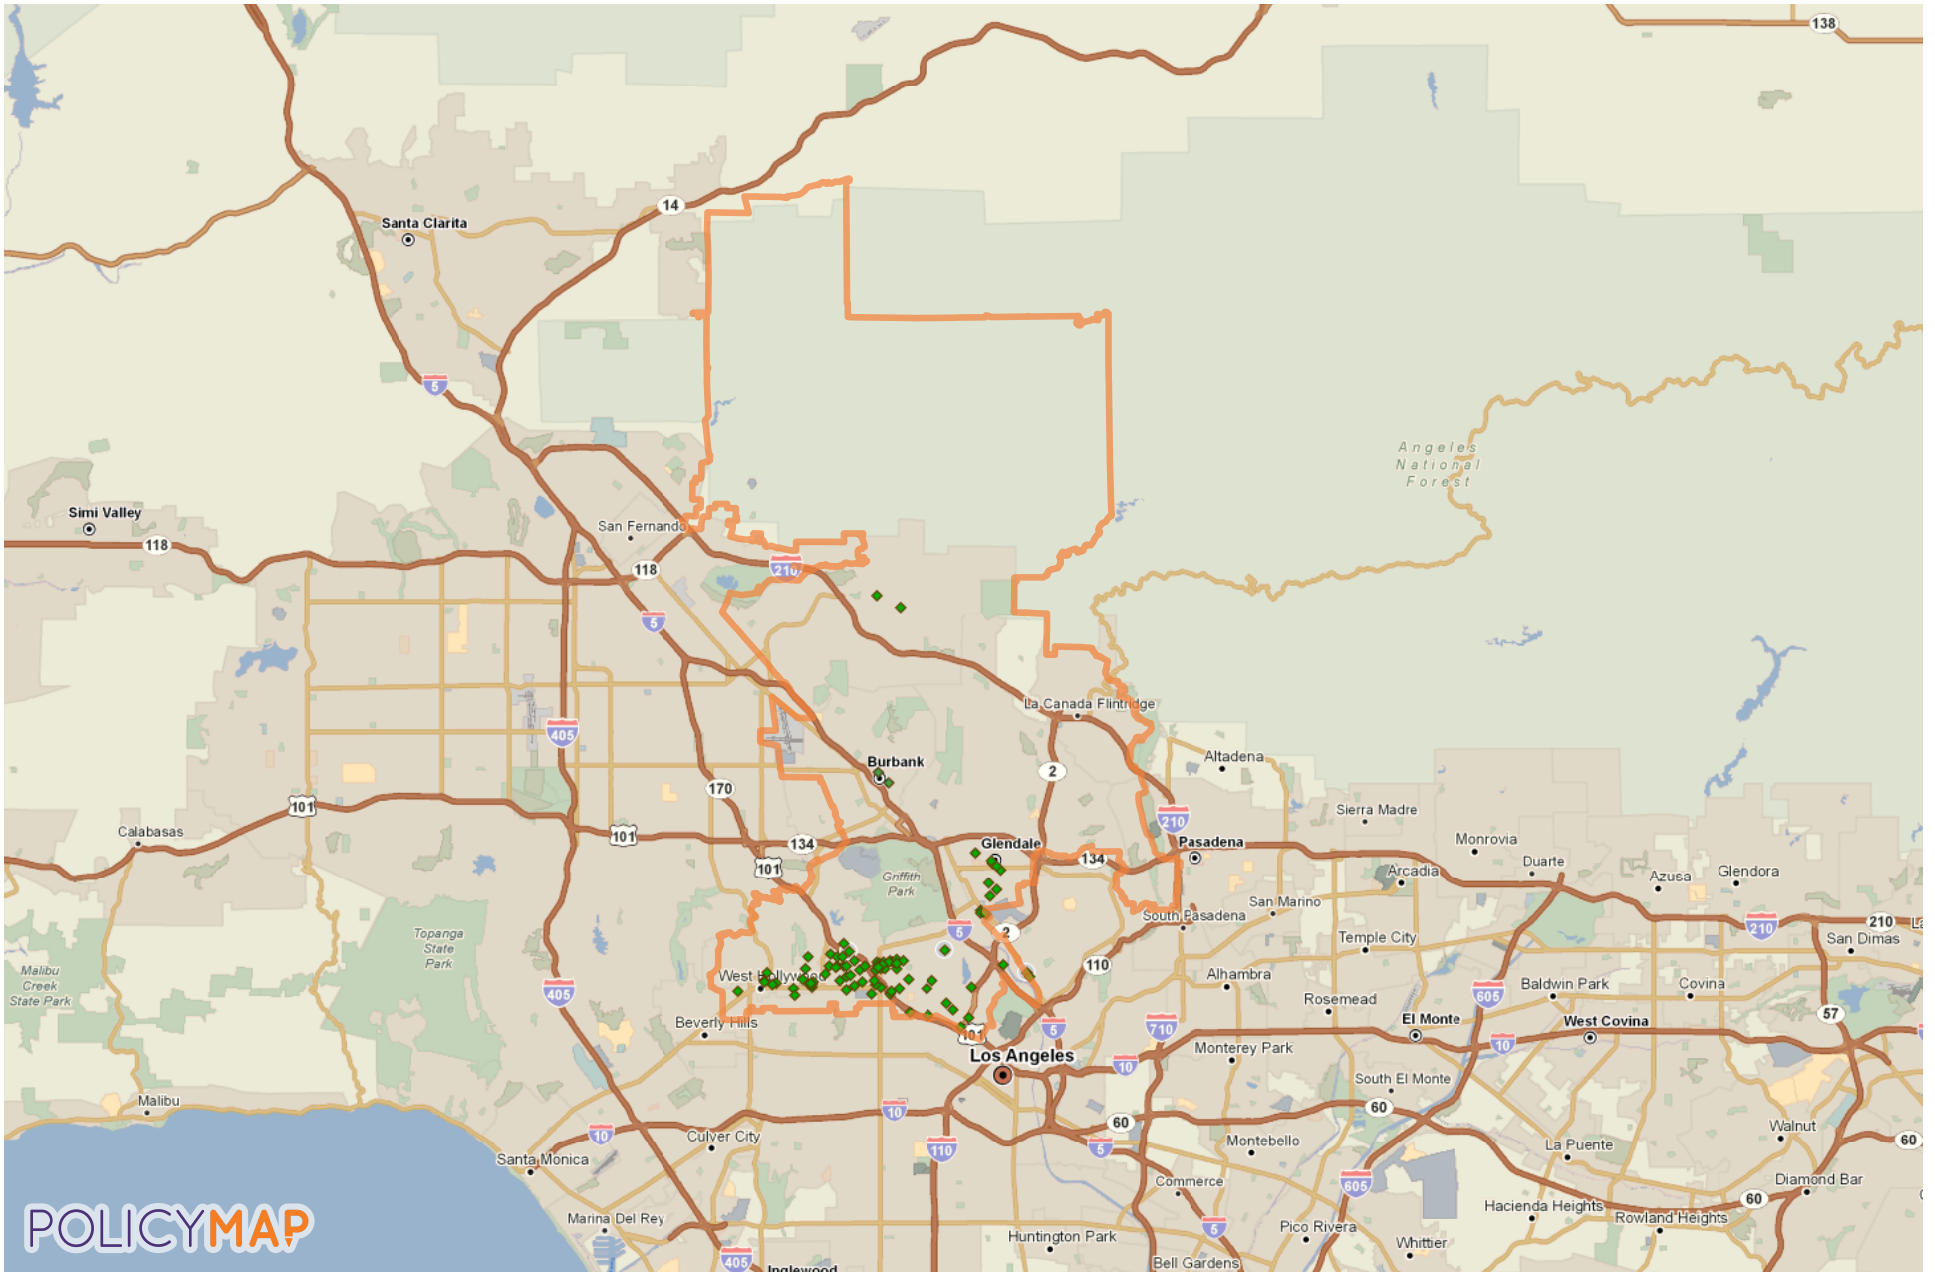 138
14
Santa Clarita
5
Angeles
National
Forest
Simi Valley
118
San Fernando
118
210
5
La Canada Flintridge
405
Altadena
Burbank
2
170
101
Sierra Madre
210
Calabasas
101
134
Glendale
Pasadena
Monrovia
101
134
Duarte
Arcadia
Azusa
Glendora
Griffith
Park
San Marino
South Pasadena
210
210
5
2
Topanga
State
Park
Temple City
San Dimas
Malibu
Creek
State Park
West Hollywood
110
Alhambra
Baldwin Park
Covina
405
Rosemead
605
57
Beverly Hills
101
5
710
El Monte
West Covina
10
Los Angeles
Monterey Park
10
South El Monte
Malibu
10
60
10
60
Walnut
Culver City
Montebello
La Puente
60
Santa Monica
110
5
Commerce
605
Diamond Bar
60
Hacienda Heights
Rowland Heights
POLICYMAP
Marina Del Rey
5
Pico Rivera
Huntington Park
Whittier
405
Inglewood
Bell Gardens